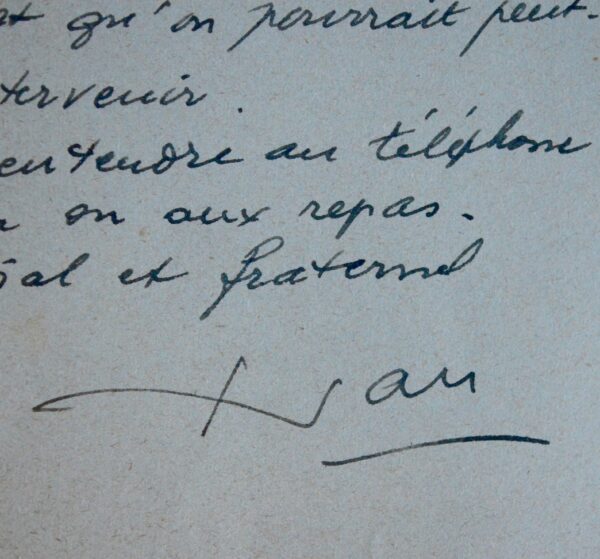 t qu'on pourrait peut-
tervenir.
entendre au téléphone
ou aux repas.
ial et fraternel